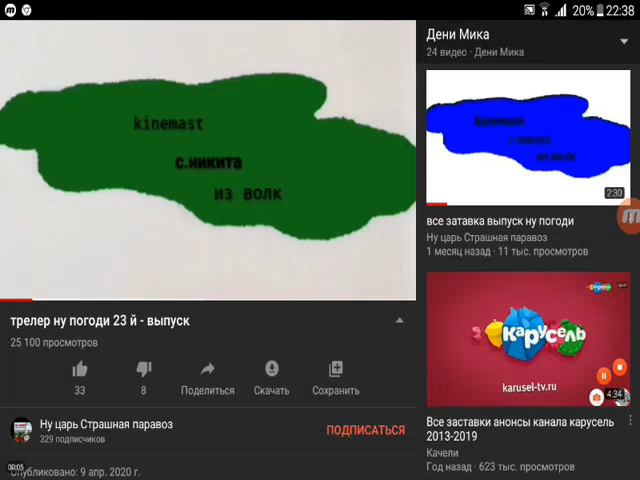 20% 22:38
kinemast
с.никита
из волк
трелер ну погоди 23 й - выпуск
25 100 просмотров
33
8
Поделиться
Скачать
Сохранить
Ну царь Страшная паравоз
329 подписчиков
ПОДПИСАТЬСЯ
00:05
Опубликовано: 9 апр. 2020 г.
Дени Мика
24 видео · Дени Мика
2:30
все затавка выпуск ну погоди
Ну царь Страшная паравоз
1 месяц назад · 11 тыс. просмотров
Карусель
karusel-tv.ru
4:34
Все заставки анонсы канала карусель
2013-2019
Качели
Год назад · 623 тыс. просмотров